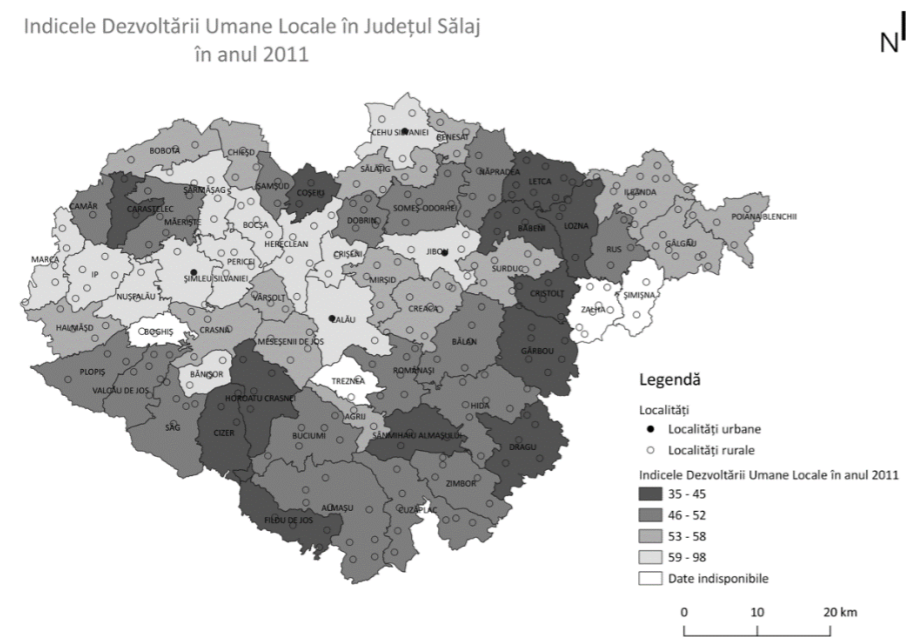 Indicele Dezvoltării Umane Locale în Județul Sălaj
în anul 2011
N
CEHU SILVANIEI
BENESAT
BOBOTA
CHIEȘD
SĂLĂȚIG
NĂPRADEA
LETCA
SĂRMĂȘAG
ȘAMȘUD
COȘEIU
ILEANDA
CAMĂR
CARASTELEC
SOMEȘ-ODORHEI
POIANA BLENCHII
MĂERIȘTE
DOBRIN
BĂBENI
LOZNA
BOCȘA
RUS
GÂLGĂU
HERECLEAN
MARCA
PERICEI
CRIȘENI
JIBOU
IP
ȘIMLEU SILVANIEI
MIRȘID
SURDUC
NUȘFALĂU
VÂRȘOLȚ
CRISTOLȚ
ȘIMIȘNA
CREACA
ZALHA
ZALĂU
HALMĂȘD
BOGHIȘ
CRASNA
MESEȘENII DE JOS
BĂLAN
GÂRBOU
PLOPIȘ
BĂNIȘOR
ROMÂNAȘI
TREZNEA
VALCĂU DE JOS
HOROATU CRASNEI
HIDA
AGRIJ
SÂG
CIZER
BUCIUMI
SÂNMIHAIU ALMAȘULUI
DRAGU
ZIMBOR
ALMAȘU
CUZĂPLAC
FILDU DE JOS
Legendă
Localități
Localități urbane
Localități rurale
Indicele Dezvoltării Umane Locale în anul 2011
35 - 45
46 - 52
53 - 58
59 - 98
Date indisponibile
0 10 20 km